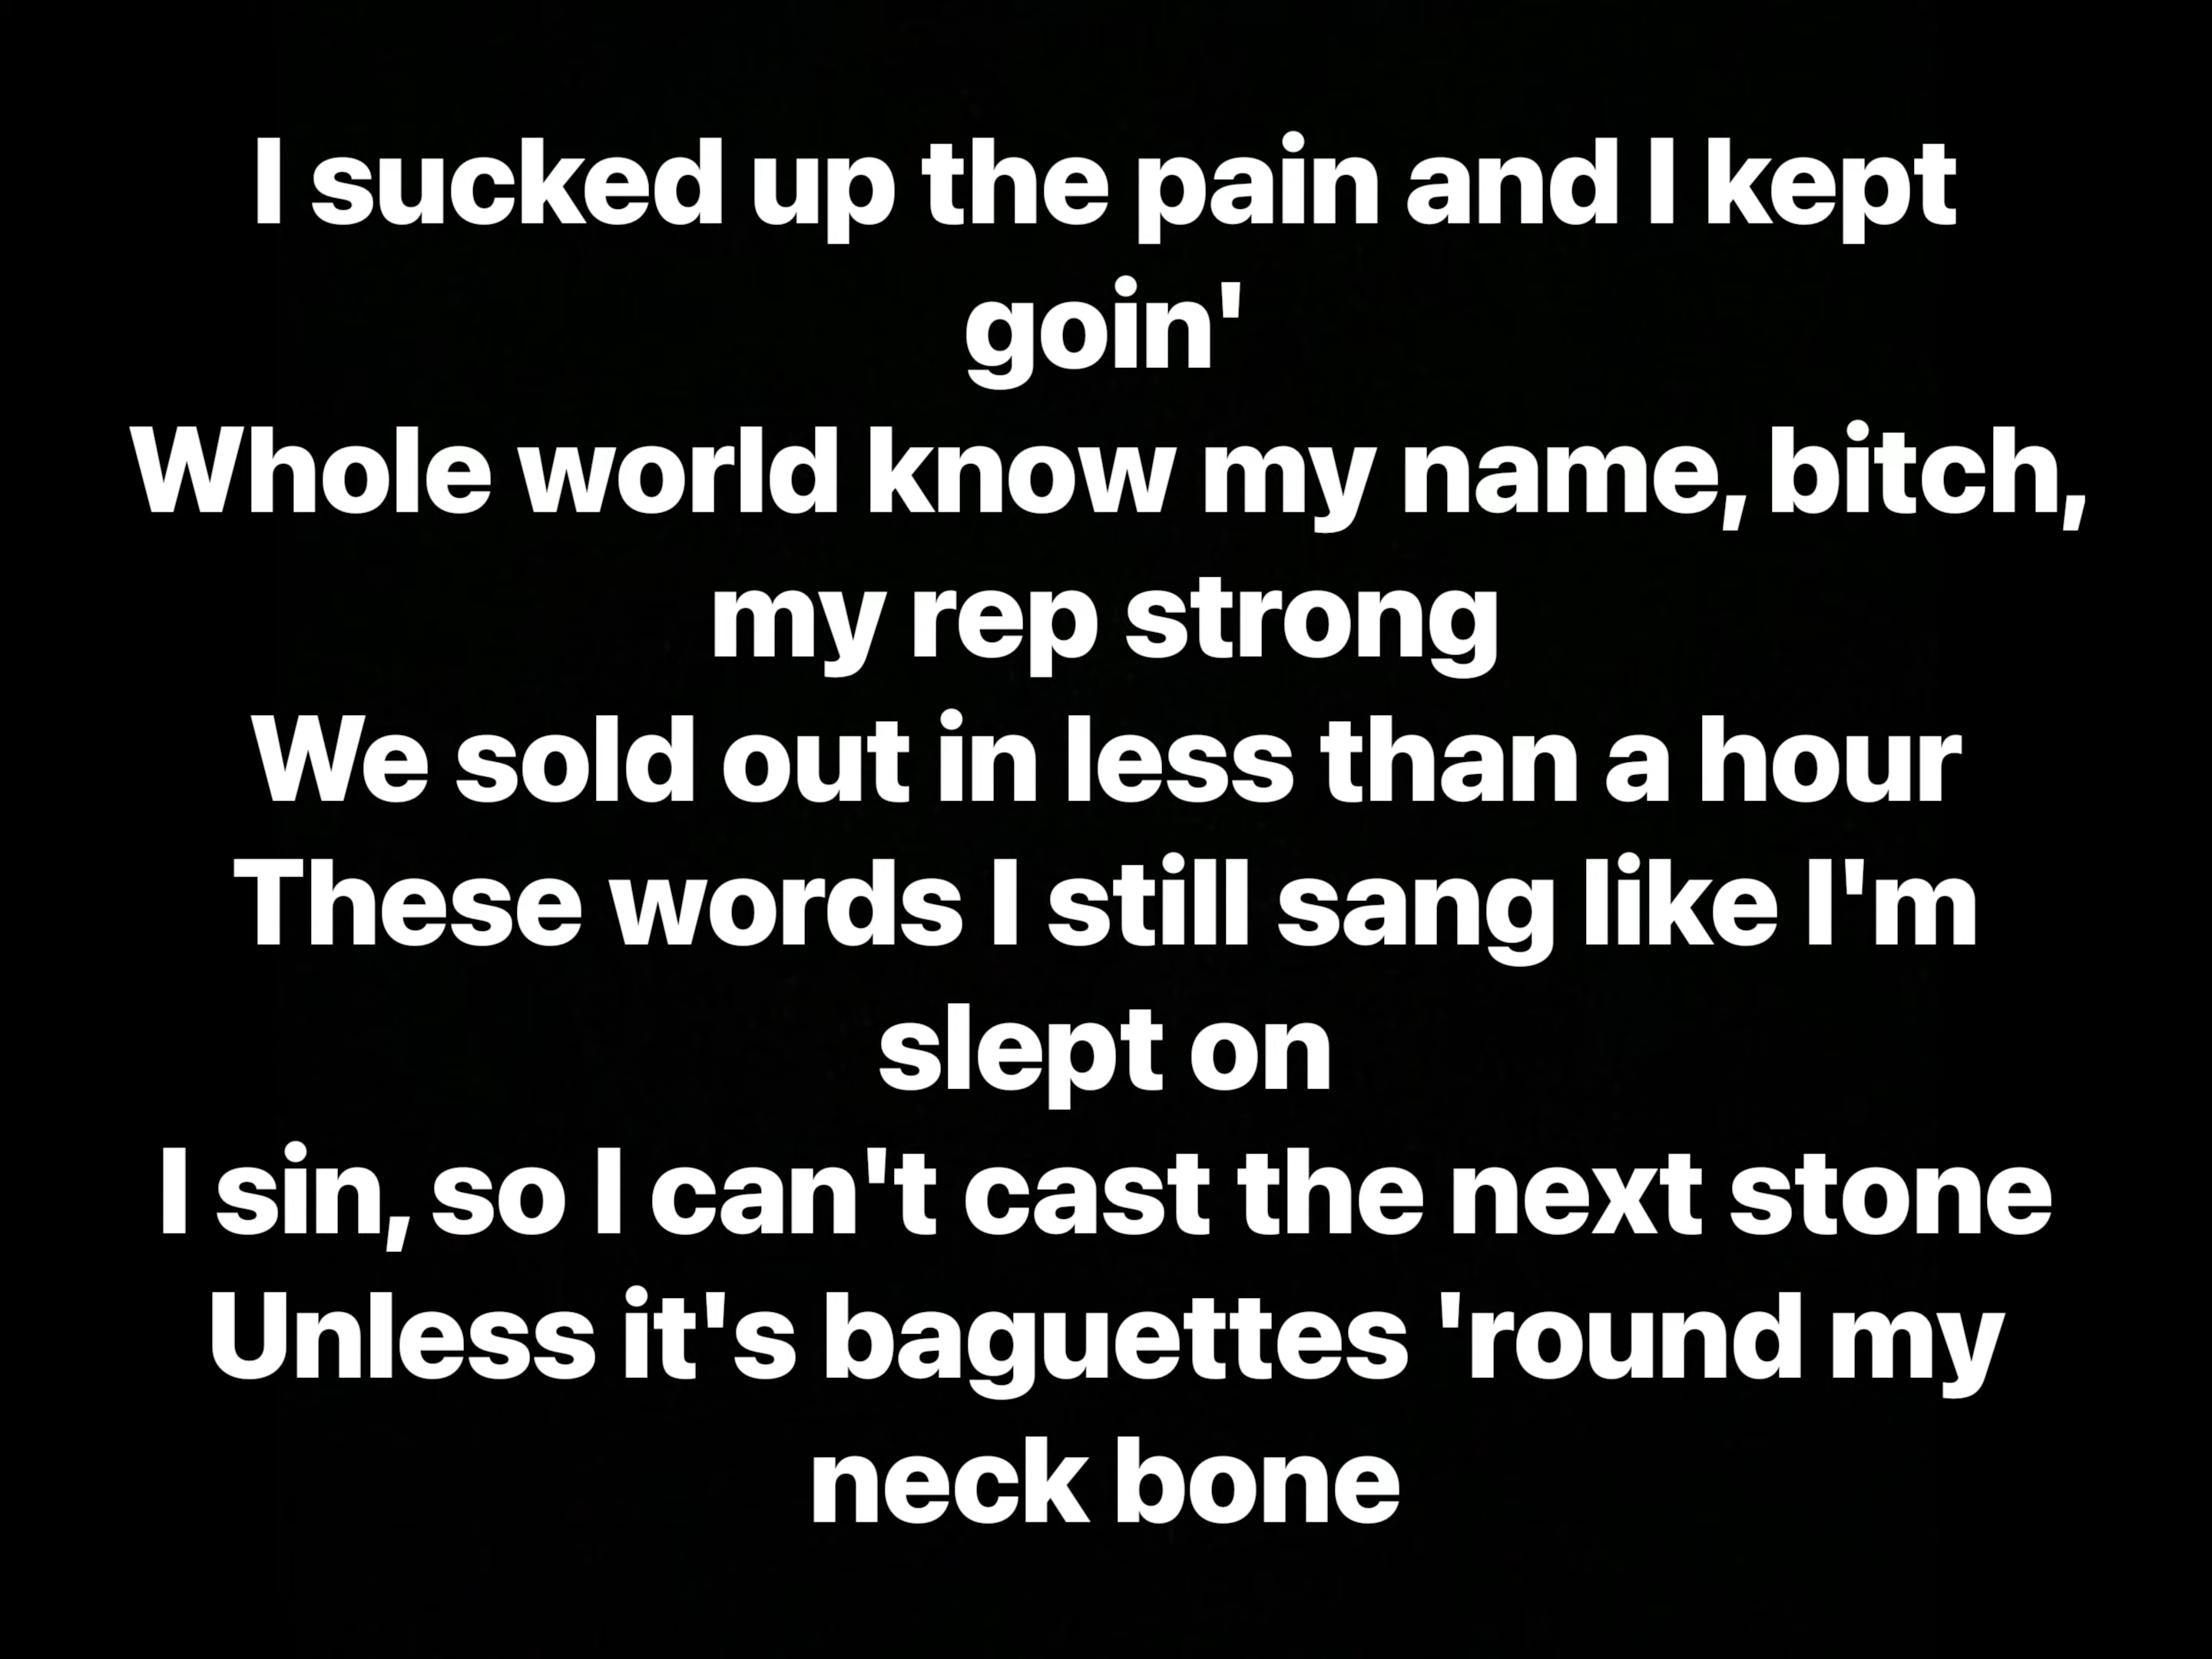 I sucked up the pain and I kept
goin'
Whole world know my name, bitch,
my rep strong
We sold out in less than a hour
These words I still sang like I'm
slept on
I sin, so I can't cast the next stone
Unless it's baguettes 'round my
neck bone